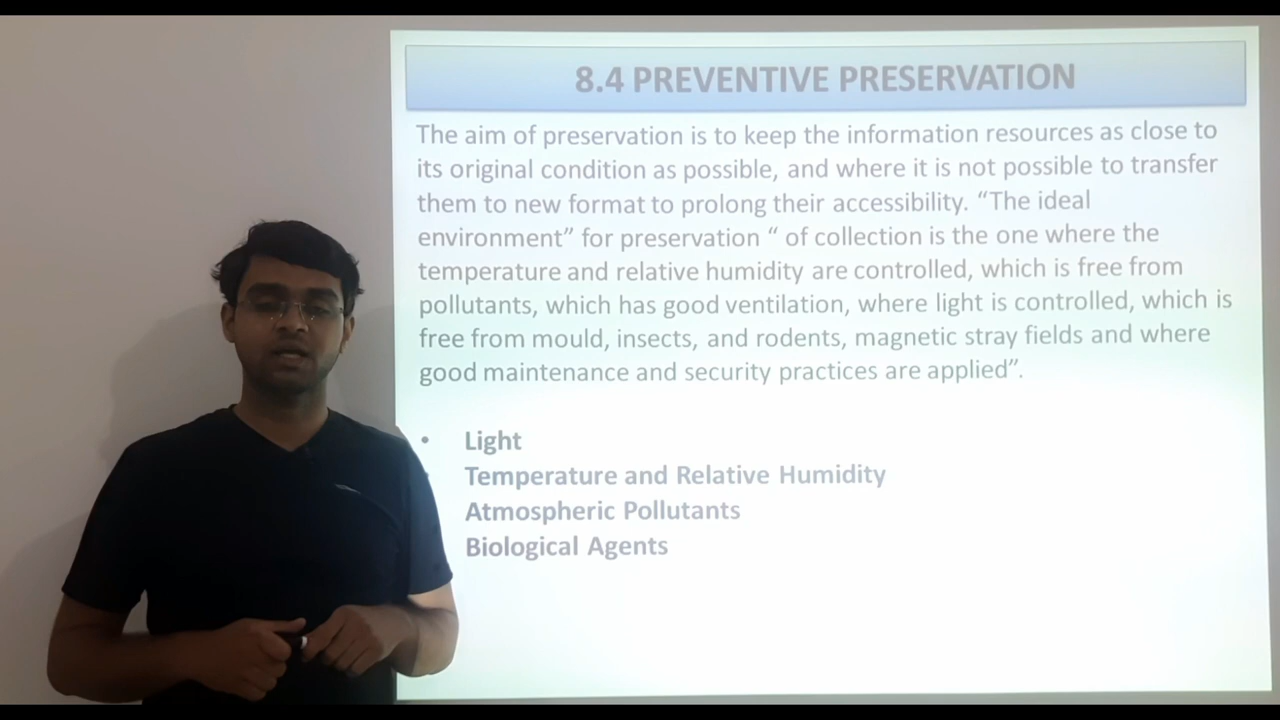 8.4 PREVENTIVE PRESERVATION
The aim of preservation is to keep the information resources as close to
its original condition as possible, and where it is not possible to transfer
them to new format to prolong their accessibility. “The ideal
environment” for preservation “ of collection is the one where the
temperature and relative humidity are controlled, which is free from
pollutants, which has good ventilation, where light is controlled, which is
free from mould, insects, and rodents, magnetic stray fields and where
good maintenance and security practices are applied”.
• Light
Temperature and Relative Humidity
Atmospheric Pollutants
Biological Agents